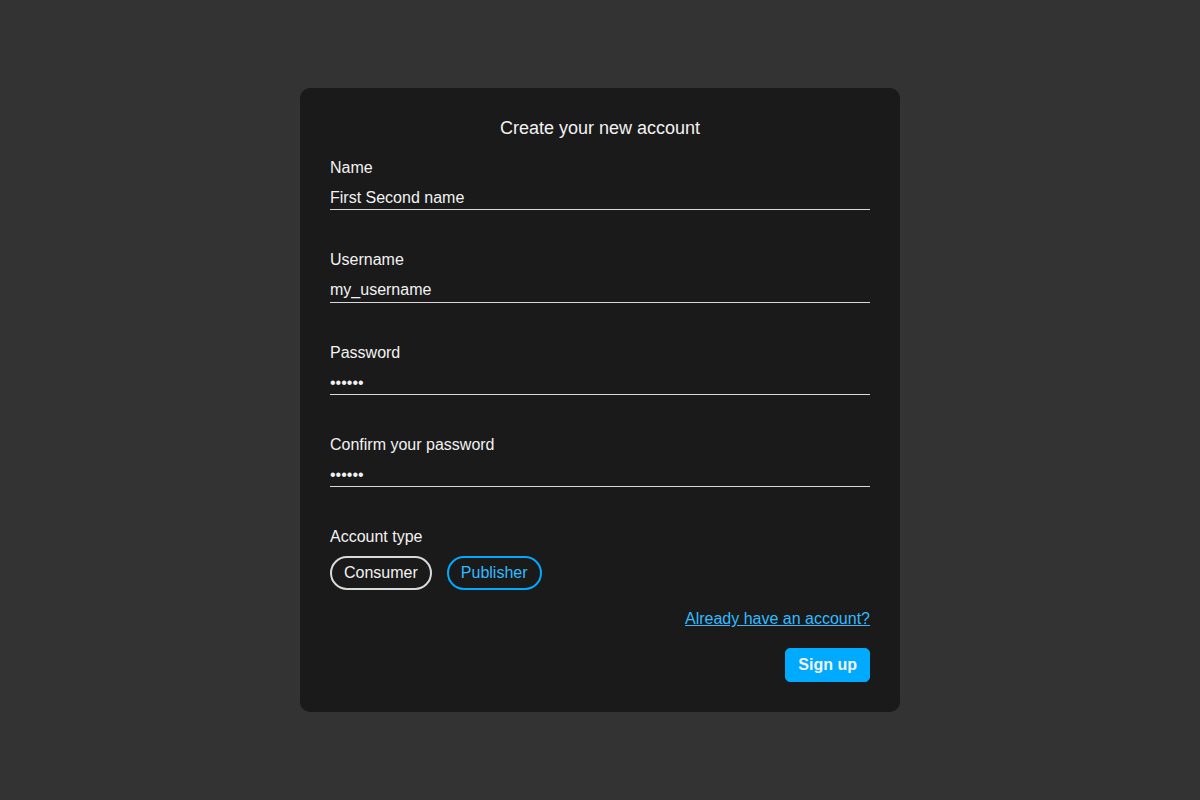 Create your new account
Name
First Second name
Username
my_username
Password
••••••
Confirm your password
••••••
Account type
Consumer Publisher
Already have an account?
Sign up